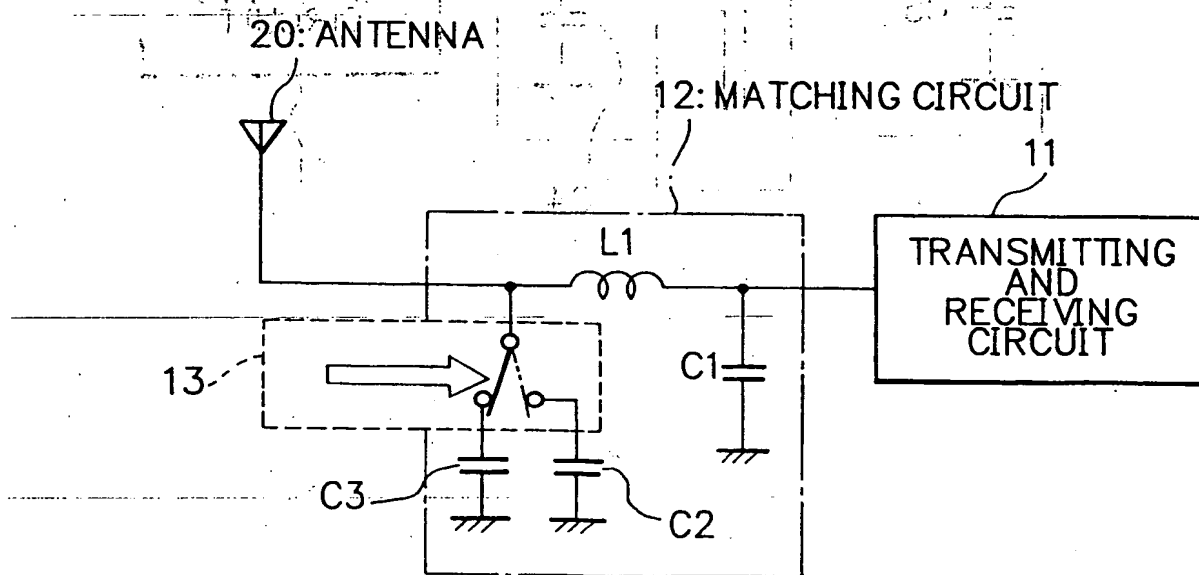 20: ANTENNA
12: MATCHING CIRCUIT
11
L1
TRANSMITTING
AND
RECEIVING
CIRCUIT
13
C1
C3
C2